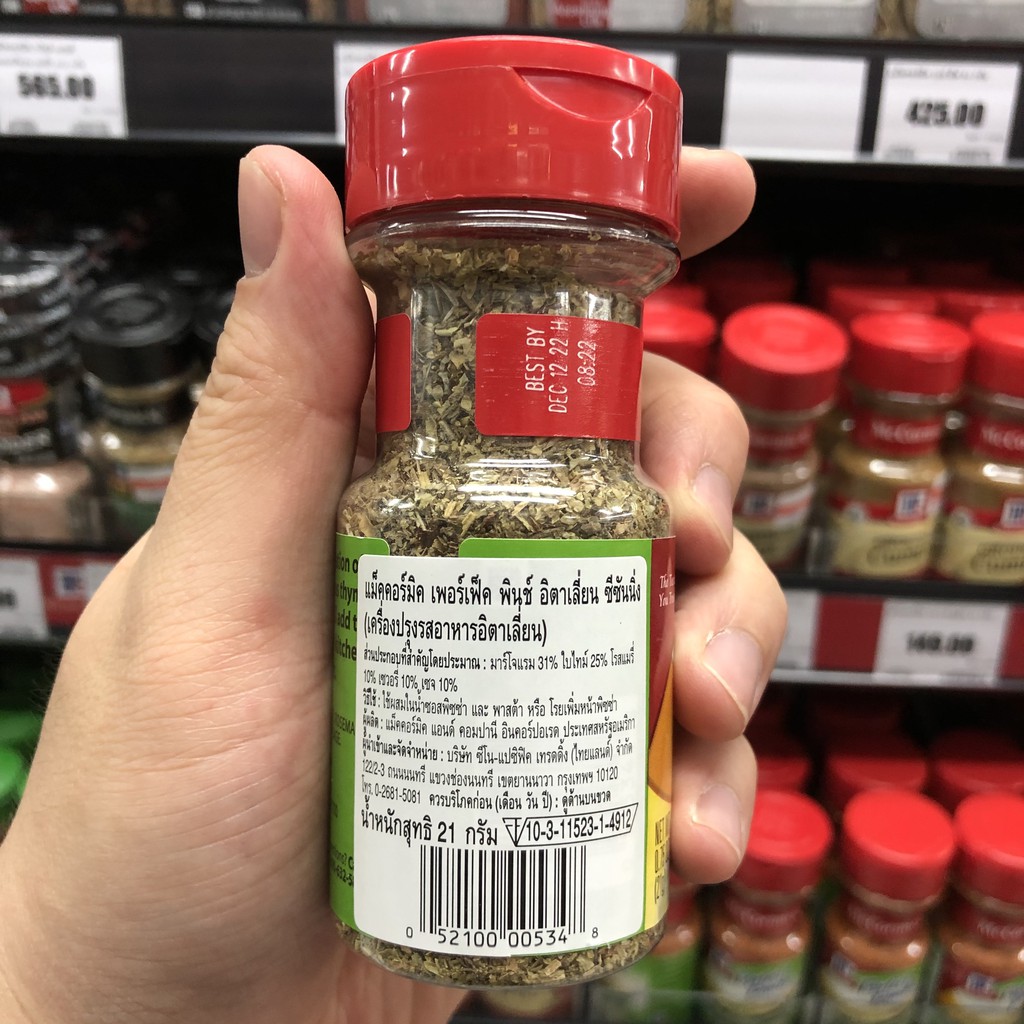 565.00
425.00
BEST BY
DEC 12 22 H
08:22
แม็คคอร์มิค เพอร์เฟ็ค พินช์ อิตาเลี่ยน ซีซันนิ่ง
(เครื่องปรุงรสอาหารอิตาเลี่ยน)
ส่วนประกอบที่สำคัญโดยประมาณ : มาร์โจแรม 31% ใบไทม์ 25% โรสแมรี่
10% เซวอรี่ 10% เซจ 10%
วิธีใช้ : ใช้ผสมในน้ำซอสพิซซ่า และ พาสต้า หรือ โรยเพิ่มหน้าพิซซ่า
ผู้ผลิต : แม็คคอร์มิค แอนด์ คอมปานี อินคอร์ปอเรด ประเทศสหรัฐอเมริกา
ผู้นำเข้าและจัดจำหน่าย : บริษัท ซีโน-แปซิฟิค เทรดดิ้ง (ไทยแลนด์) จำกัด
122/2-3 ถนนนนทรี แขวงช่องนนทรี เขตยานนาวา กรุงเทพฯ 10120
โทร. 0-2681-5081 ควรบริโภคก่อน (เดือน วัน ปี) : ดูด้านบนขวด
น้ำหนักสุทธิ 21 กรัม 10-3-11523-1-4912
0 52100 00534 8
McCormick
140.00